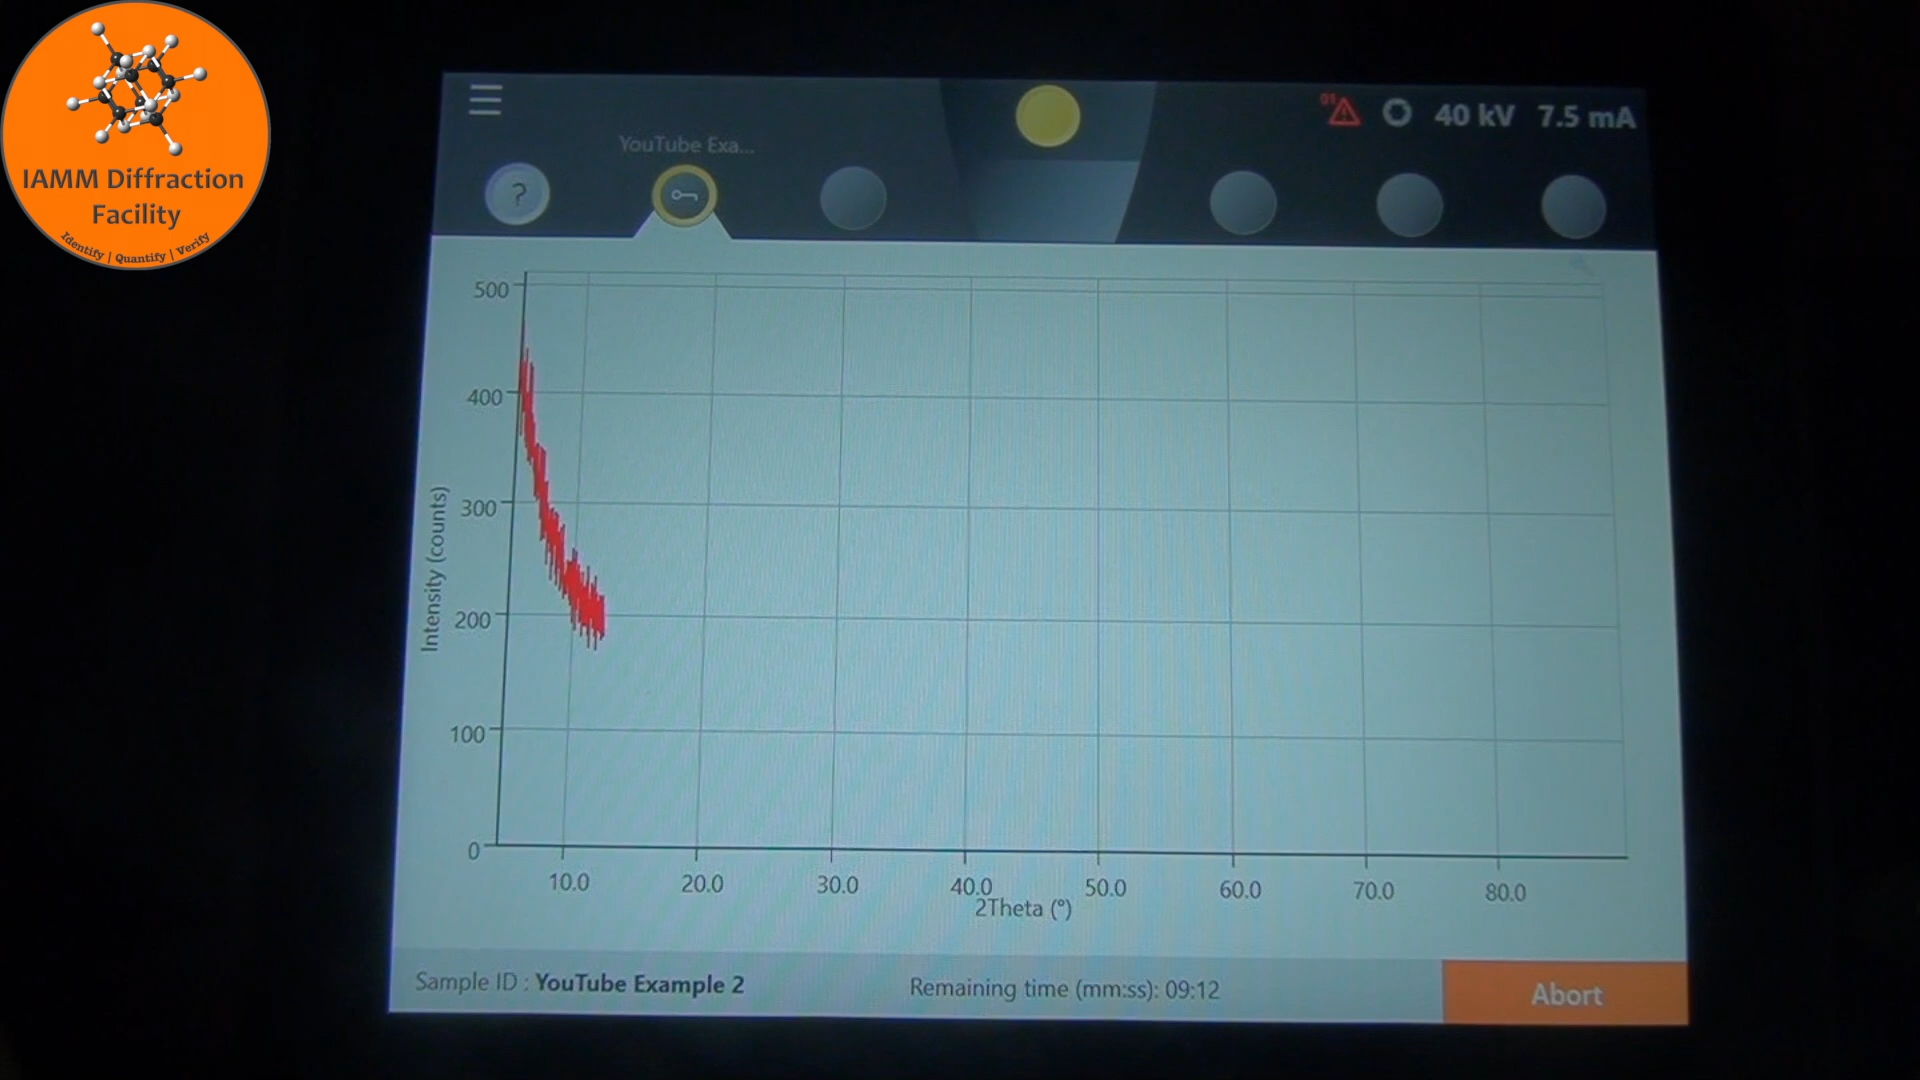 IAMM Diffraction
Facility
Identify | Quantify | Verify
01
40 kV 7.5 mA
YouTube Exa...
?
500
400
300
200
100
0
Intensity (counts)
10.0 20.0 30.0 40.0 50.0 60.0 70.0 80.0
2Theta (°)
Sample ID : YouTube Example 2
Remaining time (mm:ss): 09:12
Abort